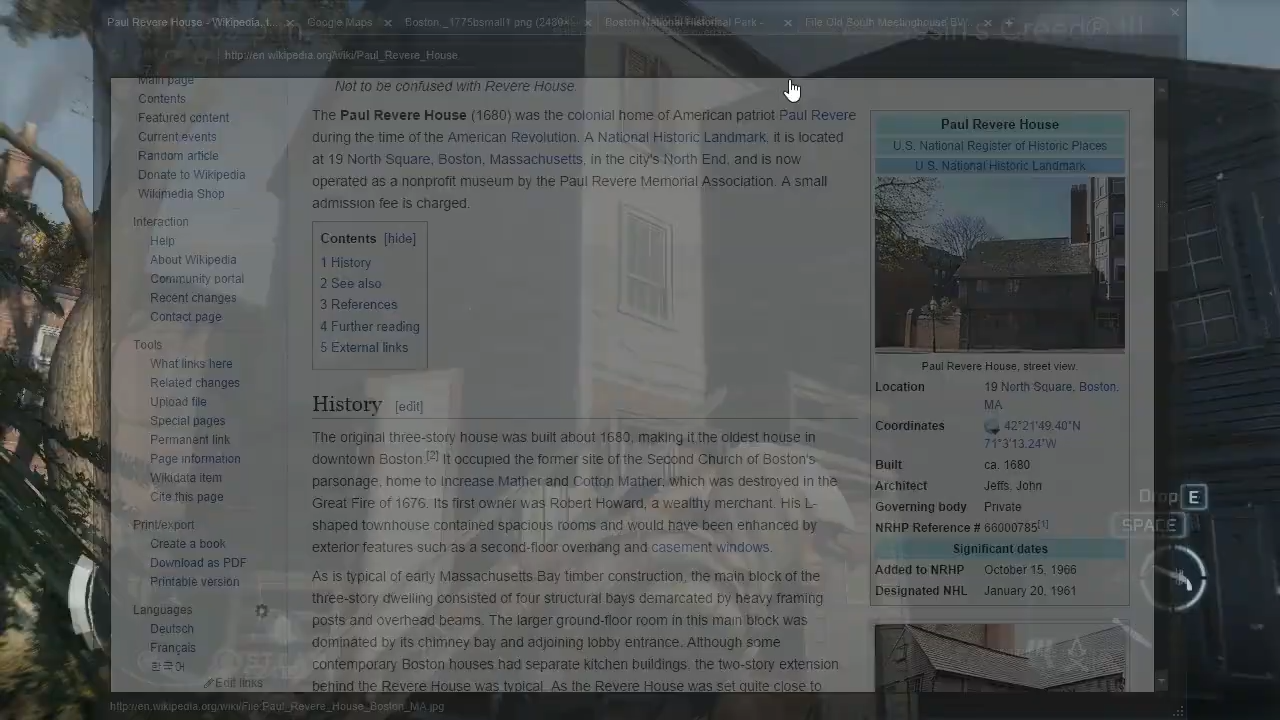 Paul Revere House - Wikipedia, t...
Google Maps
Boston,_1775bsmall1.png (2489×
Boston National Historical Park -
File:Old South Meetinghouse BW
http://en.wikipedia.org/wiki/Paul_Revere_House
Main page
Contents
Featured content
Current events
Random article
Donate to Wikipedia
Wikimedia Shop
Interaction
Help
About Wikipedia
Community portal
Recent changes
Contact page
Tools
What links here
Related changes
Upload file
Special pages
Permanent link
Page information
Wikidata item
Cite this page
Print/export
Create a book
Download as PDF
Printable version
Languages
Deutsch
Français
한국어
Edit links
Not to be confused with Revere House.
The Paul Revere House (1680) was the colonial home of American patriot Paul Revere
during the time of the American Revolution. A National Historic Landmark, it is located
at 19 North Square, Boston, Massachusetts, in the city's North End, and is now
operated as a nonprofit museum by the Paul Revere Memorial Association. A small
admission fee is charged.
Contents [hide]
1 History
2 See also
3 References
4 Further reading
5 External links
History [edit]
The original three-story house was built about 1680, making it the oldest house in
downtown Boston.[2] It occupied the former site of the Second Church of Boston's
parsonage, home to Increase Mather and Cotton Mather, which was destroyed in the
Great Fire of 1676. Its first owner was Robert Howard, a wealthy merchant. His L-
shaped townhouse contained spacious rooms and would have been enhanced by
exterior features such as a second-floor overhang and casement windows.
As is typical of early Massachusetts Bay timber construction, the main block of the
three-story dwelling consisted of four structural bays demarcated by heavy framing
posts and overhead beams. The larger ground-floor room in this main block was
dominated by its chimney bay and adjoining lobby entrance. Although some
contemporary Boston houses had separate kitchen buildings, the two-story extension
behind the Revere House was typical. As the Revere House was set quite close to
Paul Revere House
U.S. National Register of Historic Places
U.S. National Historic Landmark
Paul Revere House, street view.
Location 19 North Square, Boston,
MA
Coordinates 42°21′49.40″N
71°3′13.24″W
Built ca. 1680
Architect Jeffs, John
Governing body Private
NRHP Reference # 66000785[1]
Significant dates
Added to NRHP October 15, 1966
Designated NHL January 20, 1961
Drop E
SPACE
http://en.wikipedia.org/wiki/File:Paul_Revere_House_Boston_MA.jpg